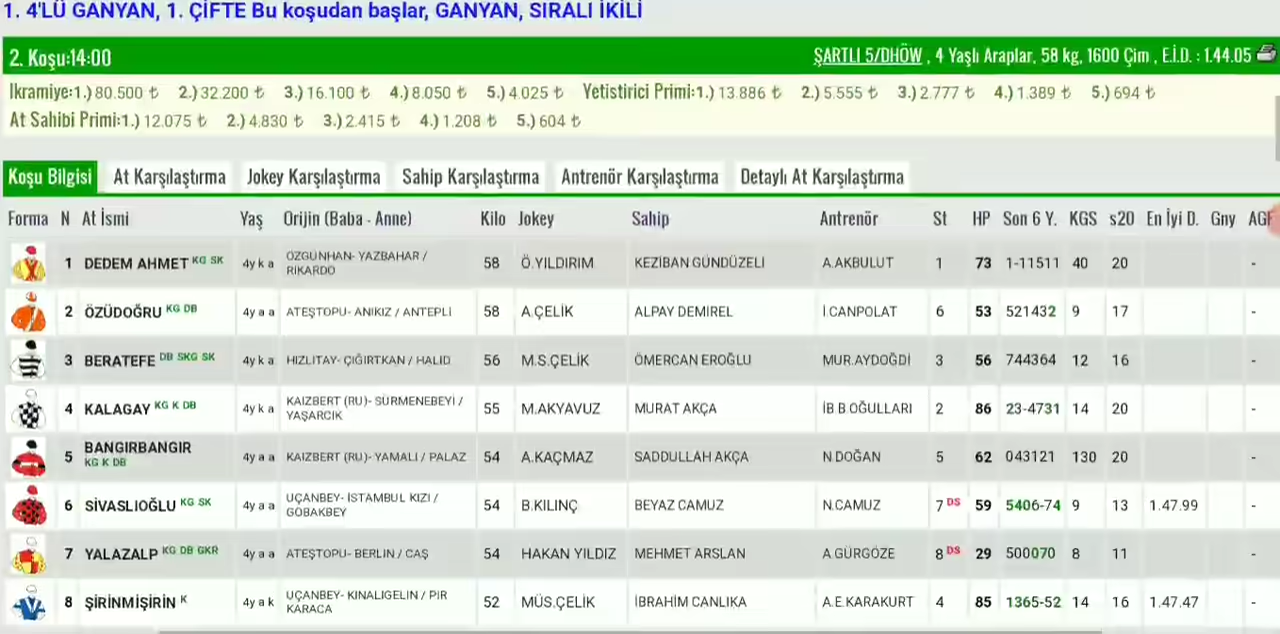 1. 4'LÜ GANYAN, 1. ÇİFTE Bu koşudan başlar, GANYAN, SIRALI İKİLİ
2. Koşu:14:00 ŞARTLI 5/DHÖW , 4 Yaşlı Araplar, 58 kg, 1600 Çim , E.İ.D. : 1.44.05
Ikramiye:1.) 80.500 ₺ 2.) 32.200 ₺ 3.) 16.100 ₺ 4.) 8.050 ₺ 5.) 4.025 ₺ Yetistirici Primi:1.) 13.886 ₺ 2.) 5.555 ₺ 3.) 2.777 ₺ 4.) 1.389 ₺ 5.) 694 ₺
At Sahibi Primi:1.) 12.075 ₺ 2.) 4.830 ₺ 3.) 2.415 ₺ 4.) 1.208 ₺ 5.) 604 ₺
Koşu Bilgisi At Karşılaştırma Jokey Karşılaştırma Sahip Karşılaştırma Antrenör Karşılaştırma Detaylı At Karşılaştırma
Forma N At İsmi Yaş Orijin (Baba - Anne) Kilo Jokey Sahip Antrenör St HP Son 6 Y. KGS s20 En İyi D. Gny AGF
1 DEDEM AHMET KG SK 4y k a ÖZGÜNHAN- YAZBAHAR / RİKARDO 58 Ö.YILDIRIM KEZİBAN GÜNDÜZELİ A.AKBULUT 1 73 1-11511 40 20 -
2 ÖZÜDOĞRU KG DB 4y a a ATEŞTOPU- ANIKIZ / ANTEPLİ 58 A.ÇELİK ALPAY DEMİREL İ.CANPOLAT 6 53 521432 9 17 -
3 BERATEFE DB SKG SK 4y k a HIZLITAY- ÇIĞIRTKAN / HALID 56 M.S.ÇELİK ÖMERCAN EROĞLU MUR.AYDOĞDİ 3 56 744364 12 16 -
4 KALAGAY KG K DB 4y k a KAIZBERT (RU)- SÜRMENEBEYİ / YAŞARCIK 55 M.AKYAVUZ MURAT AKÇA İB.B.OĞULLARI 2 86 23-4731 14 20 -
5 BANGIRBANGIR KG K DB 4y a a KAIZBERT (RU)- YAMALI / PALAZ 54 A.KAÇMAZ SADDULLAH AKÇA N.DOĞAN 5 62 043121 130 20 -
6 SİVASLIOĞLU KG SK 4y a a UÇANBEY- İSTAMBUL KIZI / GÖBAKBEY 54 B.KILINÇ BEYAZ CAMUZ N.CAMUZ 7 DS 59 5406-74 9 13 1.47.99 -
7 YALAZALP KG DB GKR 4y a a ATEŞTOPU- BERLİN / CAŞ 54 HAKAN YILDIZ MEHMET ARSLAN A.GÜRGÖZE 8 DS 29 500070 8 11 -
8 ŞİRİNMİŞİRİN K 4y a k UÇANBEY- KINALIGELİN / PİR KARACA 52 MÜS.ÇELİK İBRAHİM CANLIKA A.E.KARAKURT 4 85 1365-52 14 16 1.47.47 -